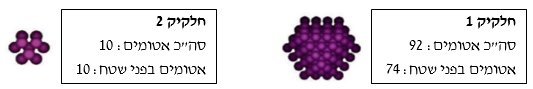 חלקיק 1
סה״כ אטומים: 92
אטומים בפני שטח: 74
חלקיק 2
סה״כ אטומים: 10
אטומים בפני שטח: 10